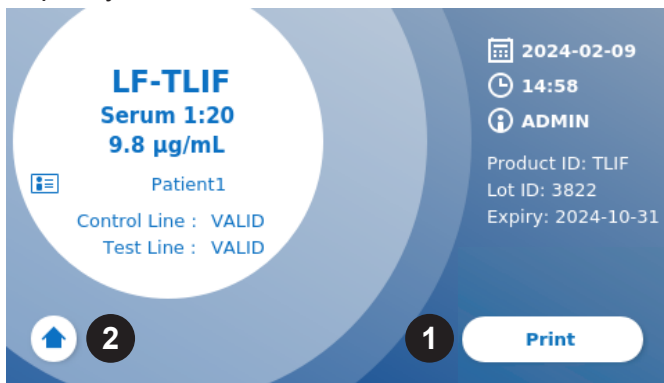 LF-TLIF
Serum 1:20
9.8 µg/mL
Patient1
Control Line : VALID
Test Line : VALID
2024-02-09
14:58
ADMIN
Product ID: TLIF
Lot ID: 3822
Expiry: 2024-10-31
2
1
Print